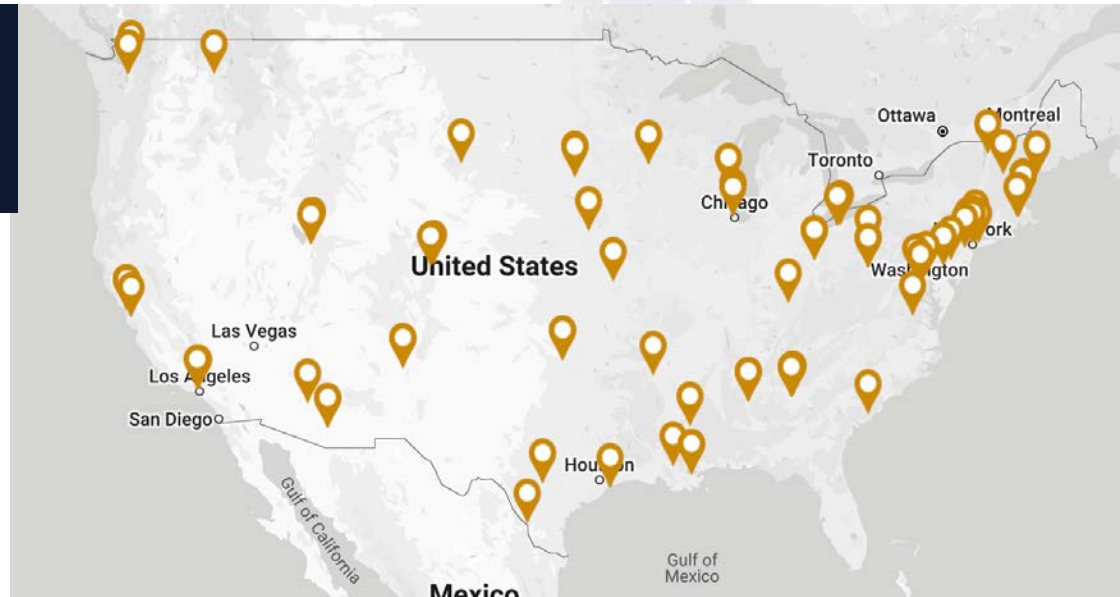 Ottawa
Montreal
Toronto
Chicago
York
Washington
United States
Las Vegas
Los Angeles
San Diego
Houston
Gulf of
California
Gulf of
Mexico
Mexico